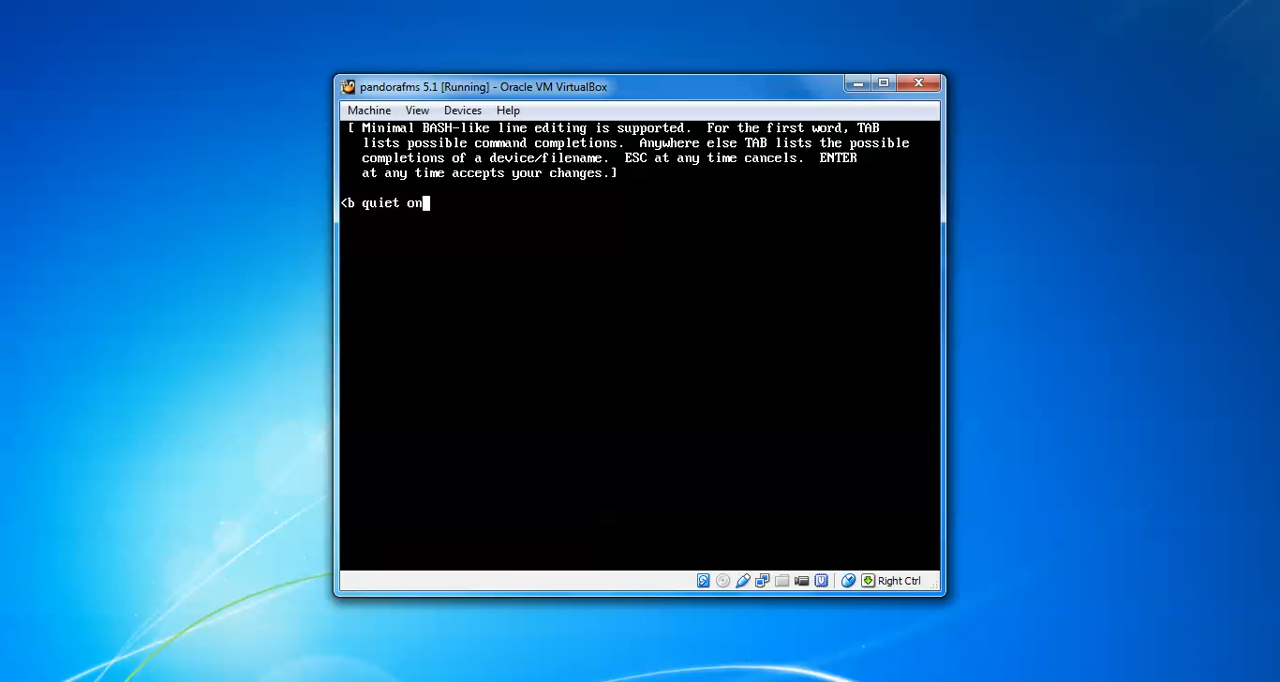 pandorafms 5.1 [Running] - Oracle VM VirtualBox
Machine View Devices Help
[ Minimal BASH-like line editing is supported. For the first word, TAB
lists possible command completions. Anywhere else TAB lists the possible
completions of a device/filename. ESC at any time cancels. ENTER
at any time accepts your changes.]
<b quiet on
Right Ctrl